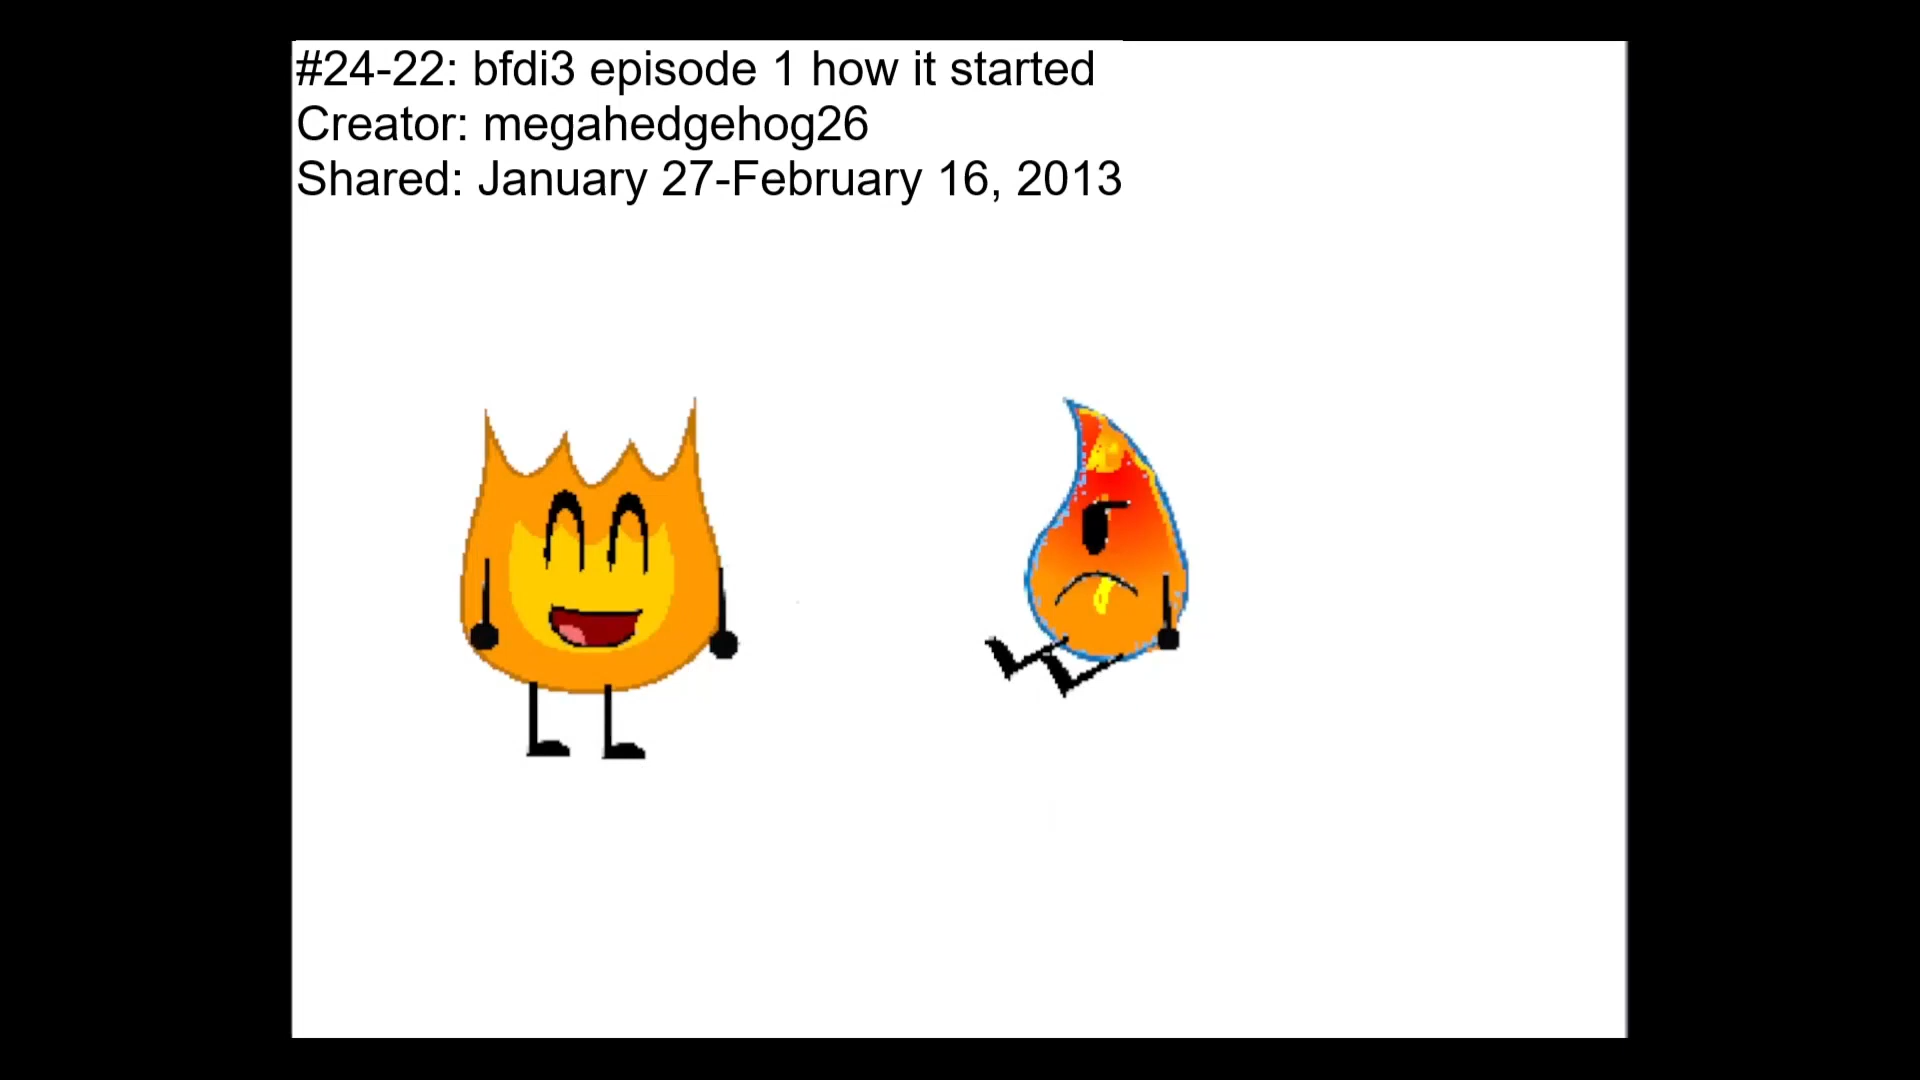 #24-22: bfdi3 episode 1 how it started
Creator: megahedgehog26
Shared: January 27-February 16, 2013